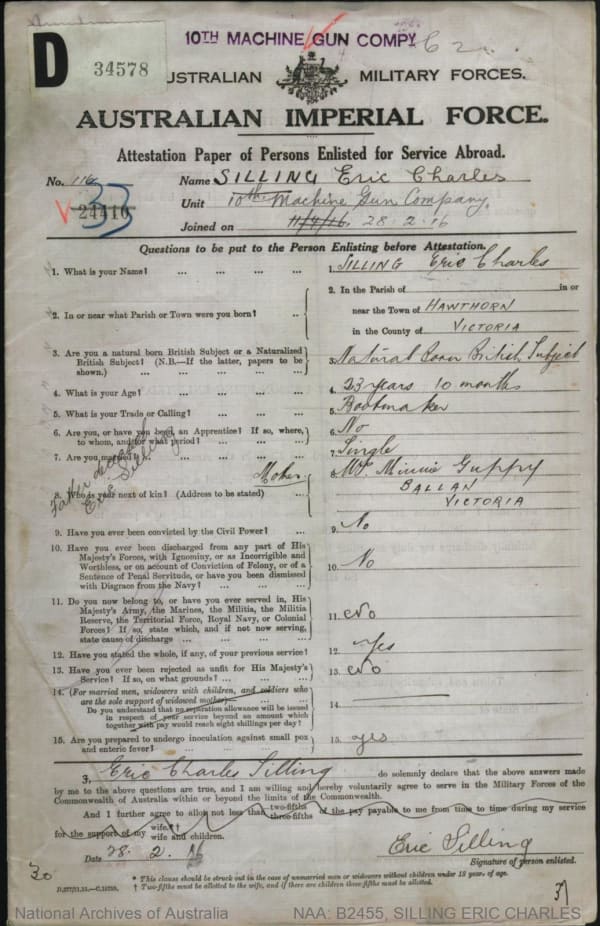 10TH MACHINE GUN COMPY
D
34578
AUSTRALIAN MILITARY FORCES.
AUSTRALIAN IMPERIAL FORCE.
Attestation Paper of Persons Enlisted for Service Abroad.
No. 116 Name SILLING Eric Charles
33
24416
Unit 10th Machine Gun Company.
Joined on 11/4/16. 28.2.16
Questions to be put to the Person Enlisting before Attestation.
1. What is your Name? ... ... ... ... 1. SILLING Eric Charles
2. In or near what Parish or Town were you born? ... 2. In the Parish of in or
near the Town of HAWTHORN
in the County of VICTORIA
3. Are you a natural born British Subject or a Naturalized
British Subject? (N.B.—If the latter, papers to be
shown.) ... ... ... ... ... 3. Natural Born British Subject
4. What is your Age? ... ... ... ... 4. 23 years 10 months
5. What is your Trade or Calling? ... ... ... 5. Bootmaker
6. Are you, or have you been, an Apprentice? If so, where,
to whom, and for what period? ... ... 6. No
7. Are you married? ... ... ... ... 7. Single
Father deceased
Eric Silling
Mother
8. Who is your next of kin? (Address to be stated) ... 8. Mrs Minnie Guppy
BALLAN
VICTORIA
9. Have you ever been convicted by the Civil Power? ... 9. No
10. Have you ever been discharged from any part of His
Majesty's Forces, with Ignominy, or as Incorrigible and
Worthless, or on account of Conviction of Felony, or of a
Sentence of Penal Servitude, or have you been dismissed
with Disgrace from the Navy? ... ... ... 10. No
11. Do you now belong to, or have you ever served in, His
Majesty's Army, the Marines, the Militia, the Militia
Reserve, the Territorial Force, Royal Navy, or Colonial
Forces? If so, state which, and if not now serving,
state cause of discharge ... ... ... ... 11. No
12. Have you stated the whole, if any, of your previous service? 12. Yes
13. Have you ever been rejected as unfit for His Majesty's
Service? If so, on what grounds? ... ... ... 13. No
14. (For married men, widowers with children, and soldiers who
are the sole support of widowed mother)
Do you understand that no separation allowance will be issued
in respect of your service beyond an amount which
together with pay would reach eight shillings per day? 14.
15. Are you prepared to undergo inoculation against small pox
and enteric fever? ... ... ... ... 15. yes
I, Eric Charles Silling do solemnly declare that the above answers made
by me to the above questions are true, and I am willing and hereby voluntarily agree to serve in the Military Forces of the
Commonwealth of Australia within or beyond the limits of the Commonwealth.
And I further agree to allot not less than two-fifths three-fifths of the pay payable to me from time to time during my service
for the support of my wife.*† wife and children.
Date 28. 2. 16
Eric Silling
Signature of person enlisted.
30
* This clause should be struck out in the case of unmarried men or widowers without children under 18 years of age.
† Two-fifths must be allotted to the wife, and if there are children three-fifths must be allotted.
National Archives of Australia NAA: B2455, SILLING ERIC CHARLES